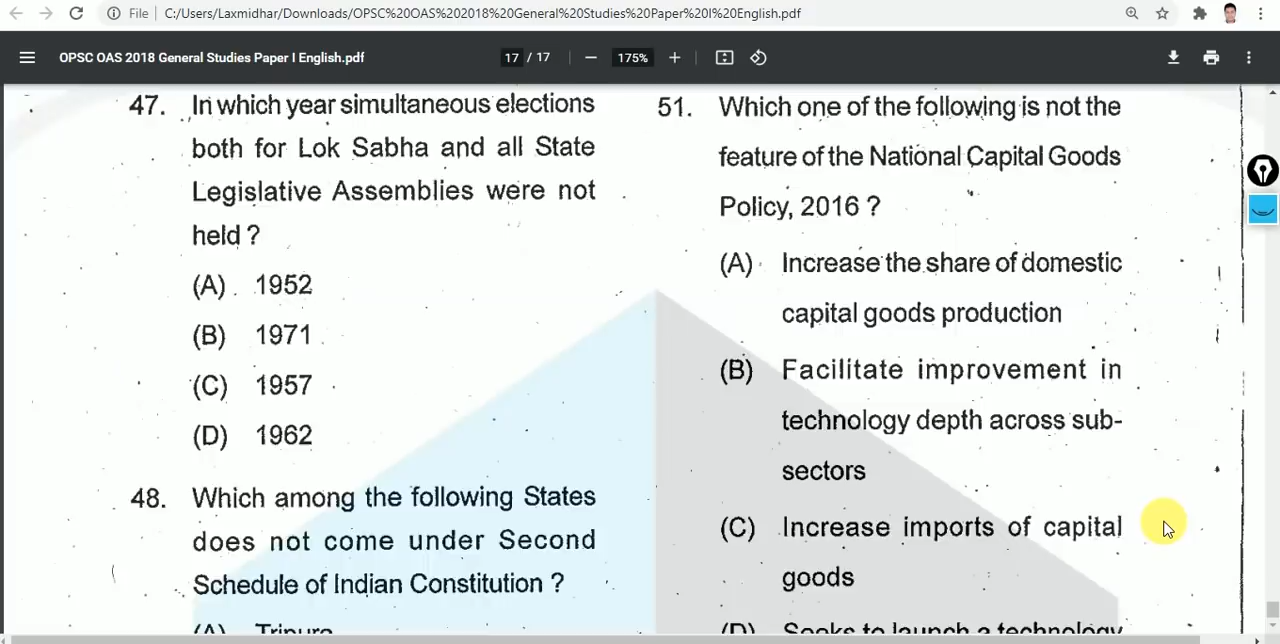 File
C:/Users/Laxmidhar/Downloads/OPSC%20OAS%202018%20General%20Studies%20Paper%20I%20English.pdf
OPSC OAS 2018 General Studies Paper I English.pdf
17 / 17
175%
47. In which year simultaneous elections
both for Lok Sabha and all State
Legislative Assemblies were not
held ?
(A) 1952
(B) 1971
(C) 1957
(D) 1962
48. Which among the following States
does not come under Second
Schedule of Indian Constitution ?
(A) Tripura
51. Which one of the following is not the
feature of the National Capital Goods
Policy, 2016 ?
(A) Increase the share of domestic
capital goods production
(B) Facilitate improvement in
technology depth across sub-
sectors
(C) Increase imports of capital
goods
(D) Seeks to launch a technology